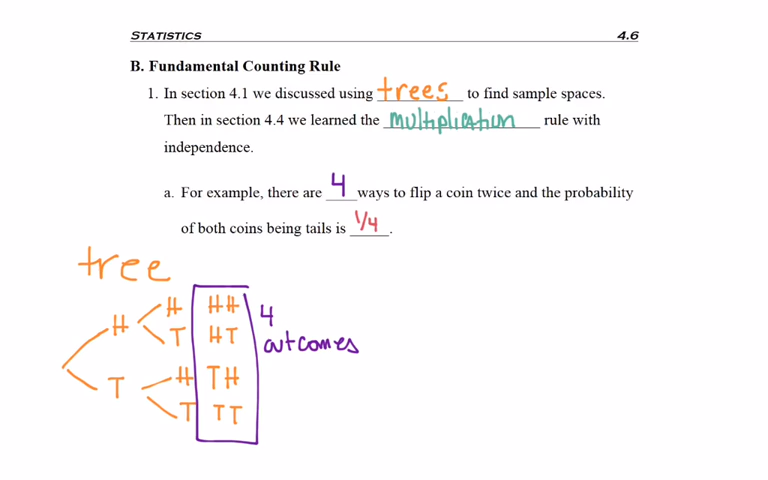 STATISTICS 4.6
B. Fundamental Counting Rule
1. In section 4.1 we discussed using trees to find sample spaces.
Then in section 4.4 we learned the multiplication rule with
independence.
a. For example, there are 4 ways to flip a coin twice and the probability
of both coins being tails is 1/4.
tree
H HH
H T HT
4
outcomes
T H TH
T TT